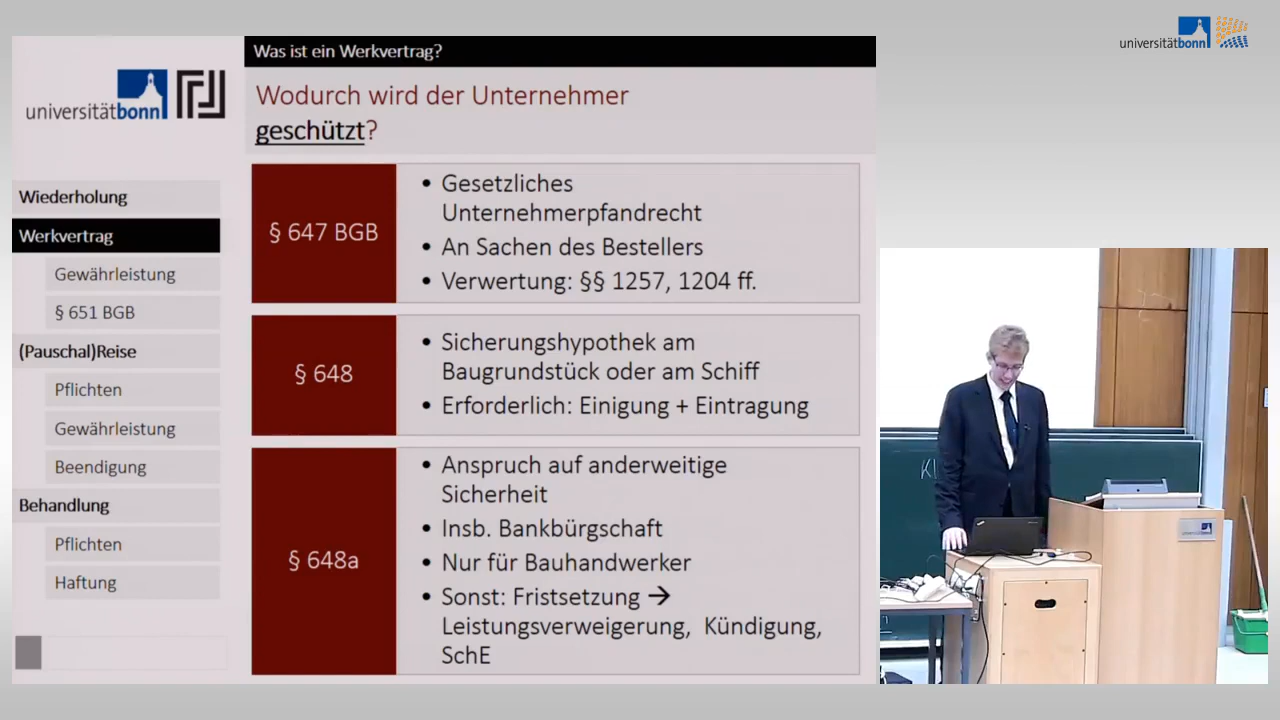 universitätbonn
Was ist ein Werkvertrag?
universitätbonn
Wodurch wird der Unternehmer
geschützt?
Wiederholung
Werkvertrag
Gewährleistung
§ 651 BGB
(Pauschal)Reise
Pflichten
Gewährleistung
Beendigung
Behandlung
Pflichten
Haftung
§ 647 BGB
• Gesetzliches
Unternehmerpfandrecht
• An Sachen des Bestellers
• Verwertung: §§ 1257, 1204 ff.
§ 648
• Sicherungshypothek am
Baugrundstück oder am Schiff
• Erforderlich: Einigung + Eintragung
§ 648a
• Anspruch auf anderweitige
Sicherheit
• Insb. Bankbürgschaft
• Nur für Bauhandwerker
• Sonst: Fristsetzung →
Leistungsverweigerung, Kündigung,
SchE